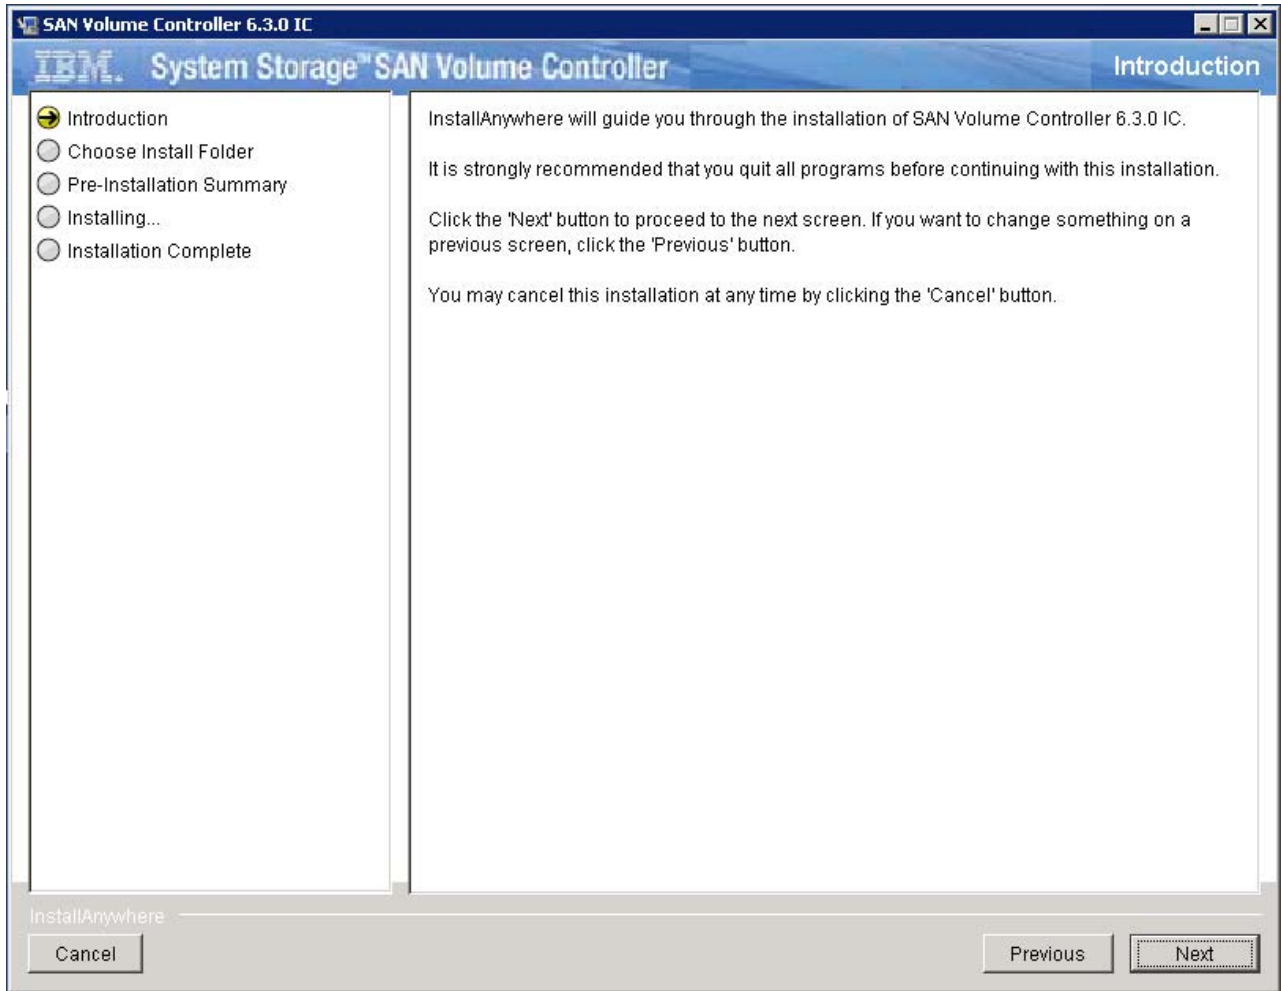 SAN Volume Controller 6.3.0 IC
IBM. System Storage™ SAN Volume Controller
Introduction
Introduction
Choose Install Folder
Pre-Installation Summary
Installing...
Installation Complete
InstallAnywhere will guide you through the installation of SAN Volume Controller 6.3.0 IC.
It is strongly recommended that you quit all programs before continuing with this installation.
Click the 'Next' button to proceed to the next screen. If you want to change something on a
previous screen, click the 'Previous' button.
You may cancel this installation at any time by clicking the 'Cancel' button.
InstallAnywhere
Cancel
Previous
Next